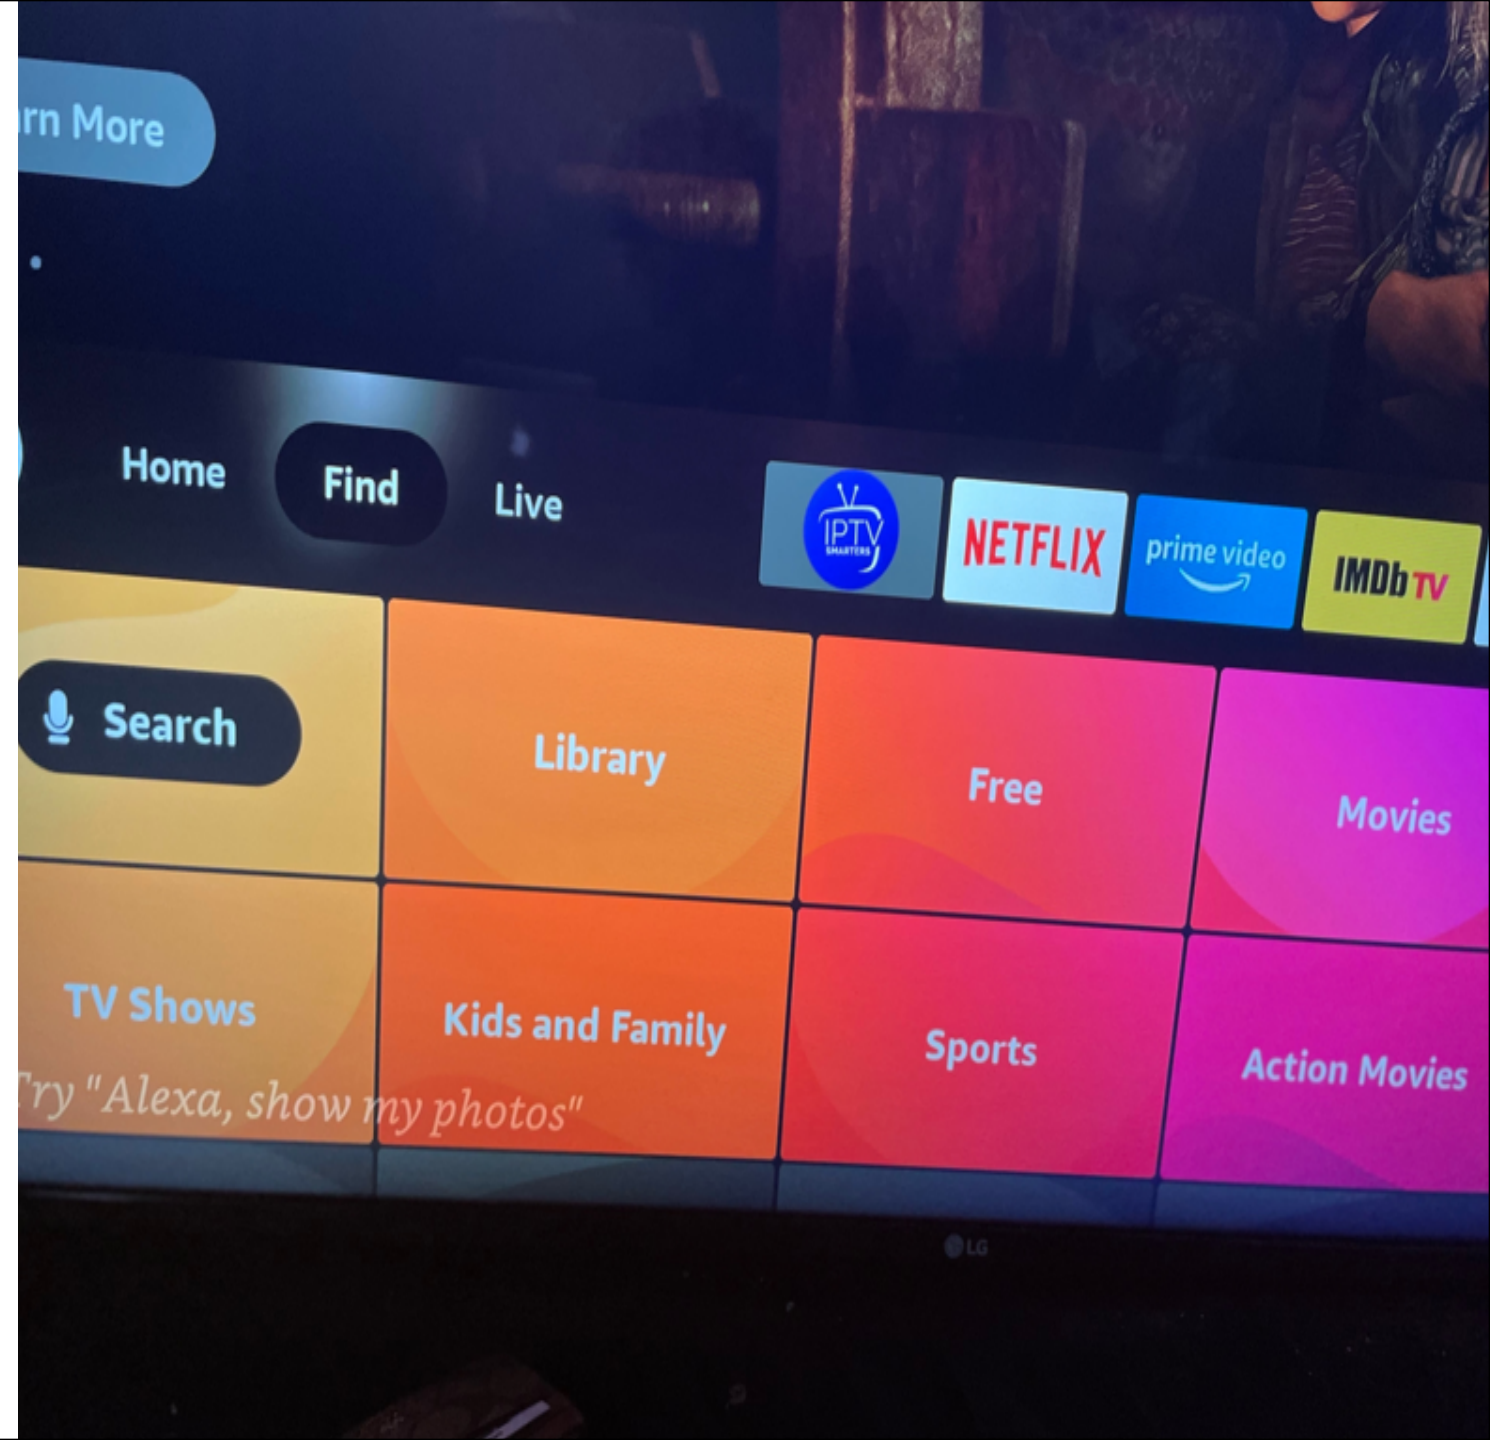 rn More
Home
Find
Live
IPTV
SMARTERS
NETFLIX
prime video
IMDb TV
Search
Library
Free
Movies
TV Shows
Kids and Family
Sports
Action Movies
Try "Alexa, show my photos"
LG